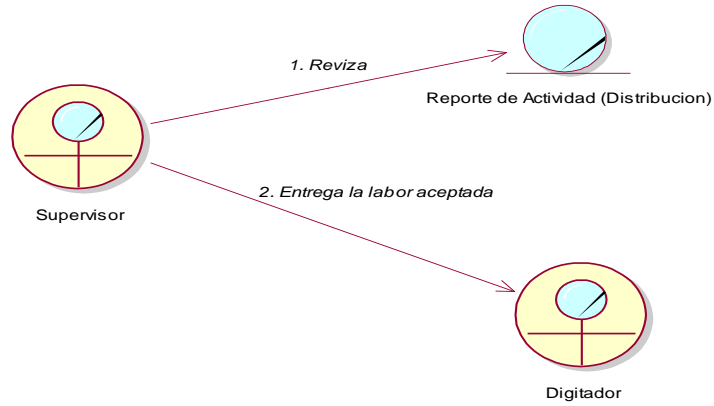 1. Reviza
Reporte de Actividad (Distribucion)
Supervisor
2. Entrega la labor aceptada
Digitador